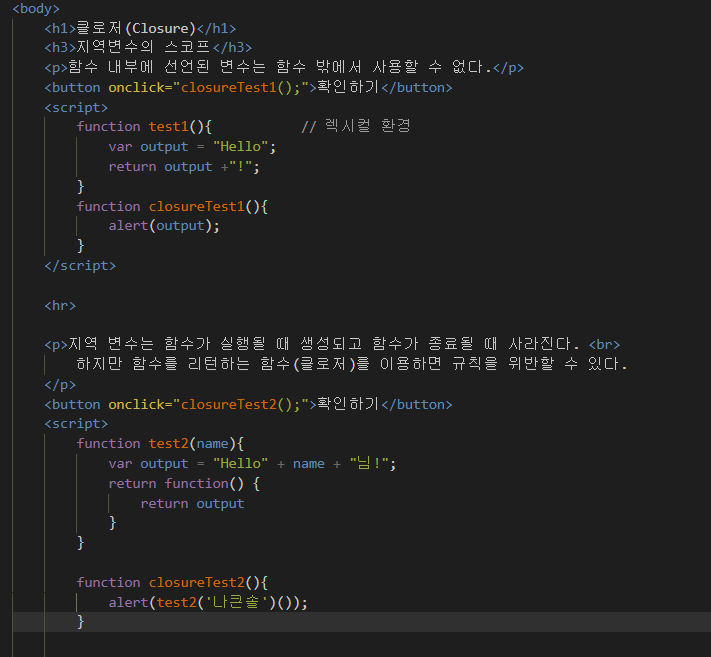 <body>
<h1>클로저(Closure)</h1>
<h3>지역변수의 스코프</h3>
<p>함수 내부에 선언된 변수는 함수 밖에서 사용할 수 없다.</p>
<button onclick="closureTest1();">확인하기</button>
<script>
function test1(){ // 렉시컬 환경
var output = "Hello";
return output +"!";
}
function closureTest1(){
alert(output);
}
</script>
<hr>
<p>지역 변수는 함수가 실행될 때 생성되고 함수가 종료될 때 사라진다. <br>
하지만 함수를 리턴하는 함수(클로저)를 이용하면 규칙을 위반할 수 있다.
</p>
<button onclick="closureTest2();">확인하기</button>
<script>
function test2(name){
var output = "Hello" + name + "님!";
return function() {
return output
}
}
function closureTest2(){
alert(test2('나큰솔')());
}